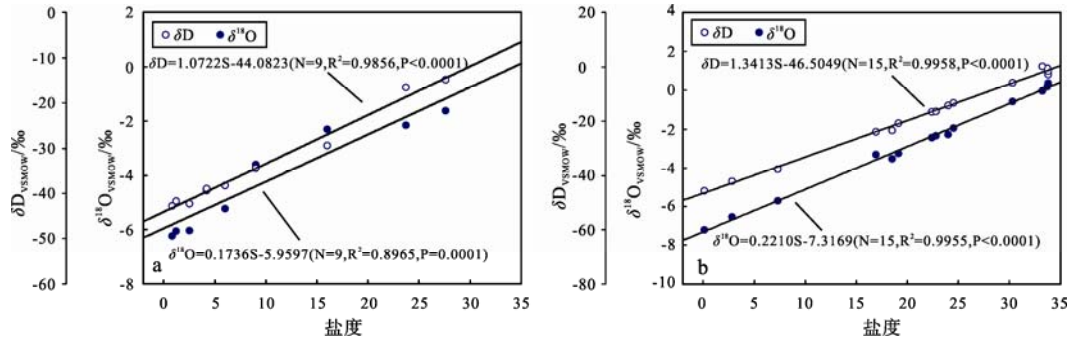 δD δ18O
δD=1.0722S-44.0823(N=9,R2=0.9856,P<0.0001)
δ18O=0.1736S-5.9597(N=9,R2=0.8965,P=0.0001)
a
δDVSMOW/‰
0
-10
-20
-30
-40
-50
-60
δ18OVSMOW/‰
2
0
-2
-4
-6
-8
0 5 10 15 20 25 30 35
盐度
δD δ18O
δD=1.3413S-46.5049(N=15,R2=0.9958,P<0.0001)
δ18O=0.2210S-7.3169(N=15,R2=0.9955,P<0.0001)
b
δDVSMOW/‰
20
0
-20
-40
-60
-80
δ18OVSMOW/‰
4
2
0
-2
-4
-6
-8
-10
0 5 10 15 20 25 30 35
盐度